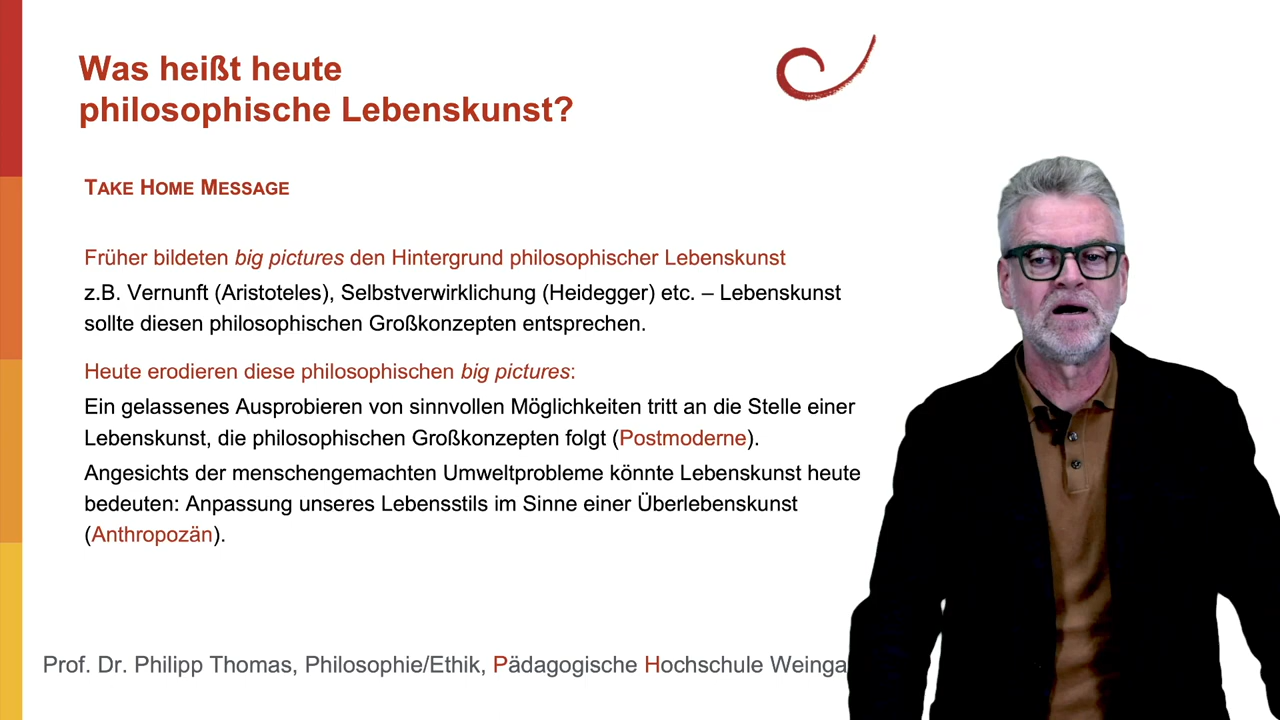 Was heißt heute
philosophische Lebenskunst?
TAKE HOME MESSAGE
Früher bildeten big pictures den Hintergrund philosophischer Lebenskunst
z.B. Vernunft (Aristoteles), Selbstverwirklichung (Heidegger) etc. – Lebenskunst
sollte diesen philosophischen Großkonzepten entsprechen.
Heute erodieren diese philosophischen big pictures:
Ein gelassenes Ausprobieren von sinnvollen Möglichkeiten tritt an die Stelle einer
Lebenskunst, die philosophischen Großkonzepten folgt (Postmoderne).
Angesichts der menschengemachten Umweltprobleme könnte Lebenskunst heute
bedeuten: Anpassung unseres Lebensstils im Sinne einer Überlebenskunst
(Anthropozän).
Prof. Dr. Philipp Thomas, Philosophie/Ethik, Pädagogische Hochschule